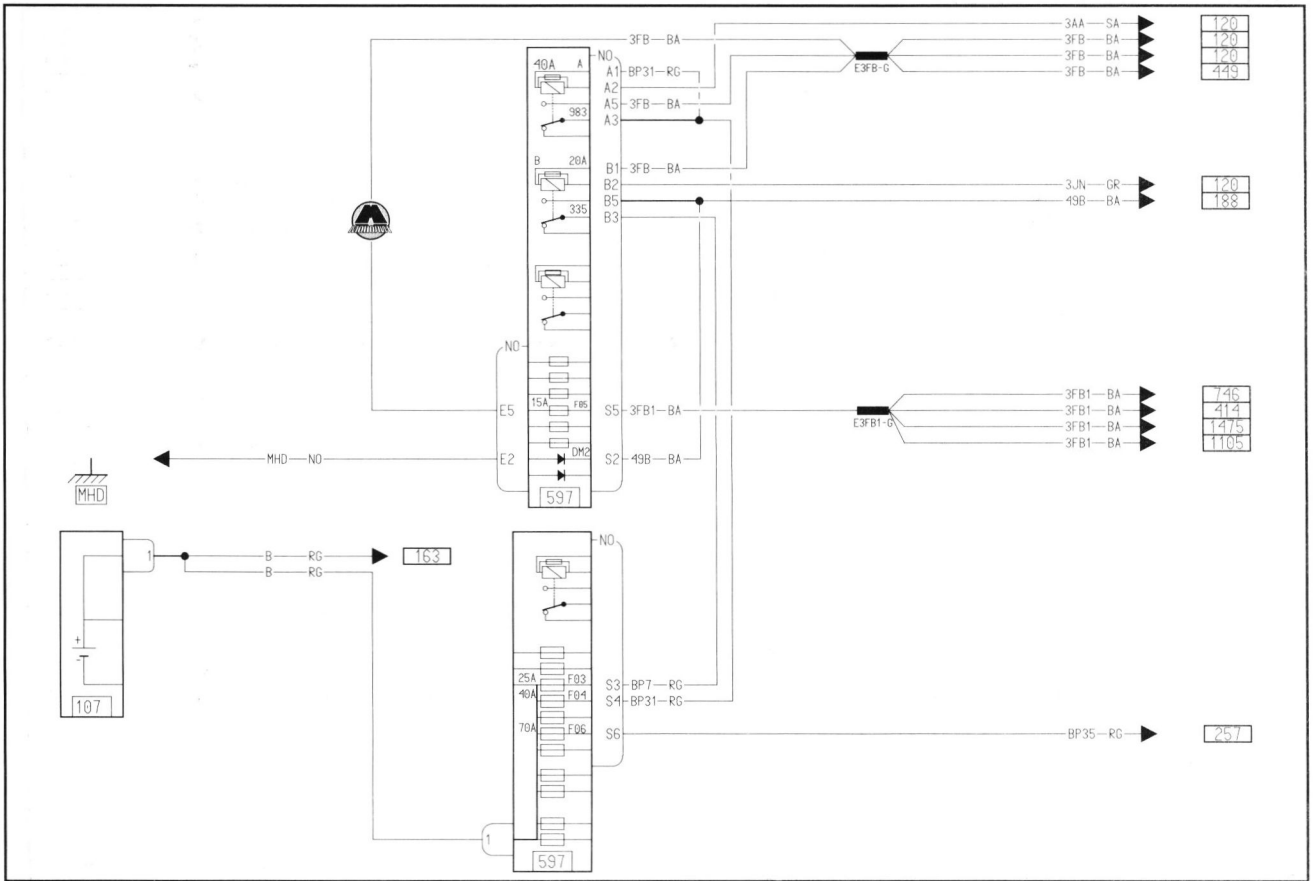 3AA SA 120
3FB BA 3FB BA 120
NO 3FB BA 120
40A A E3FB-G
A1 BP31 RG 3FB BA 449
A2
A5 3FB BA
983 A3
B 20A B1 3FB BA
B2 3JN GR 120
B5 49B BA 188
335 B3
NO
3FB1 BA 746
15A F05
E5 S5 3FB1 BA 3FB1 BA 414
E3FB1-G 3FB1 BA 1475
3FB1 BA 1105
DM2
MHD NO E2 S2 49B BA
MHD
597
NO
1 B RG 163
B RG
+
-
25A F03 S3 BP7 RG
107 40A F04 S4 BP31 RG
70A F06 S6 BP35 RG 257
1
597